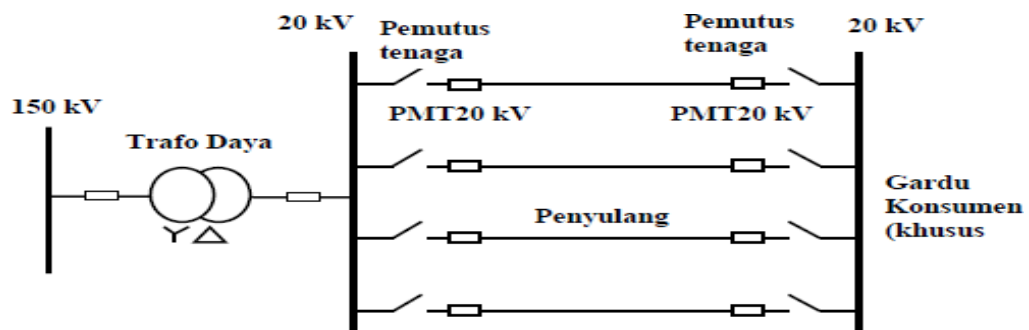 20 kV
Pemutus
tenaga
Pemutus
tenaga
20 kV
150 kV
Trafo Daya
PMT20 kV
PMT20 kV
Penyulang
Gardu
Konsumen
(khusus